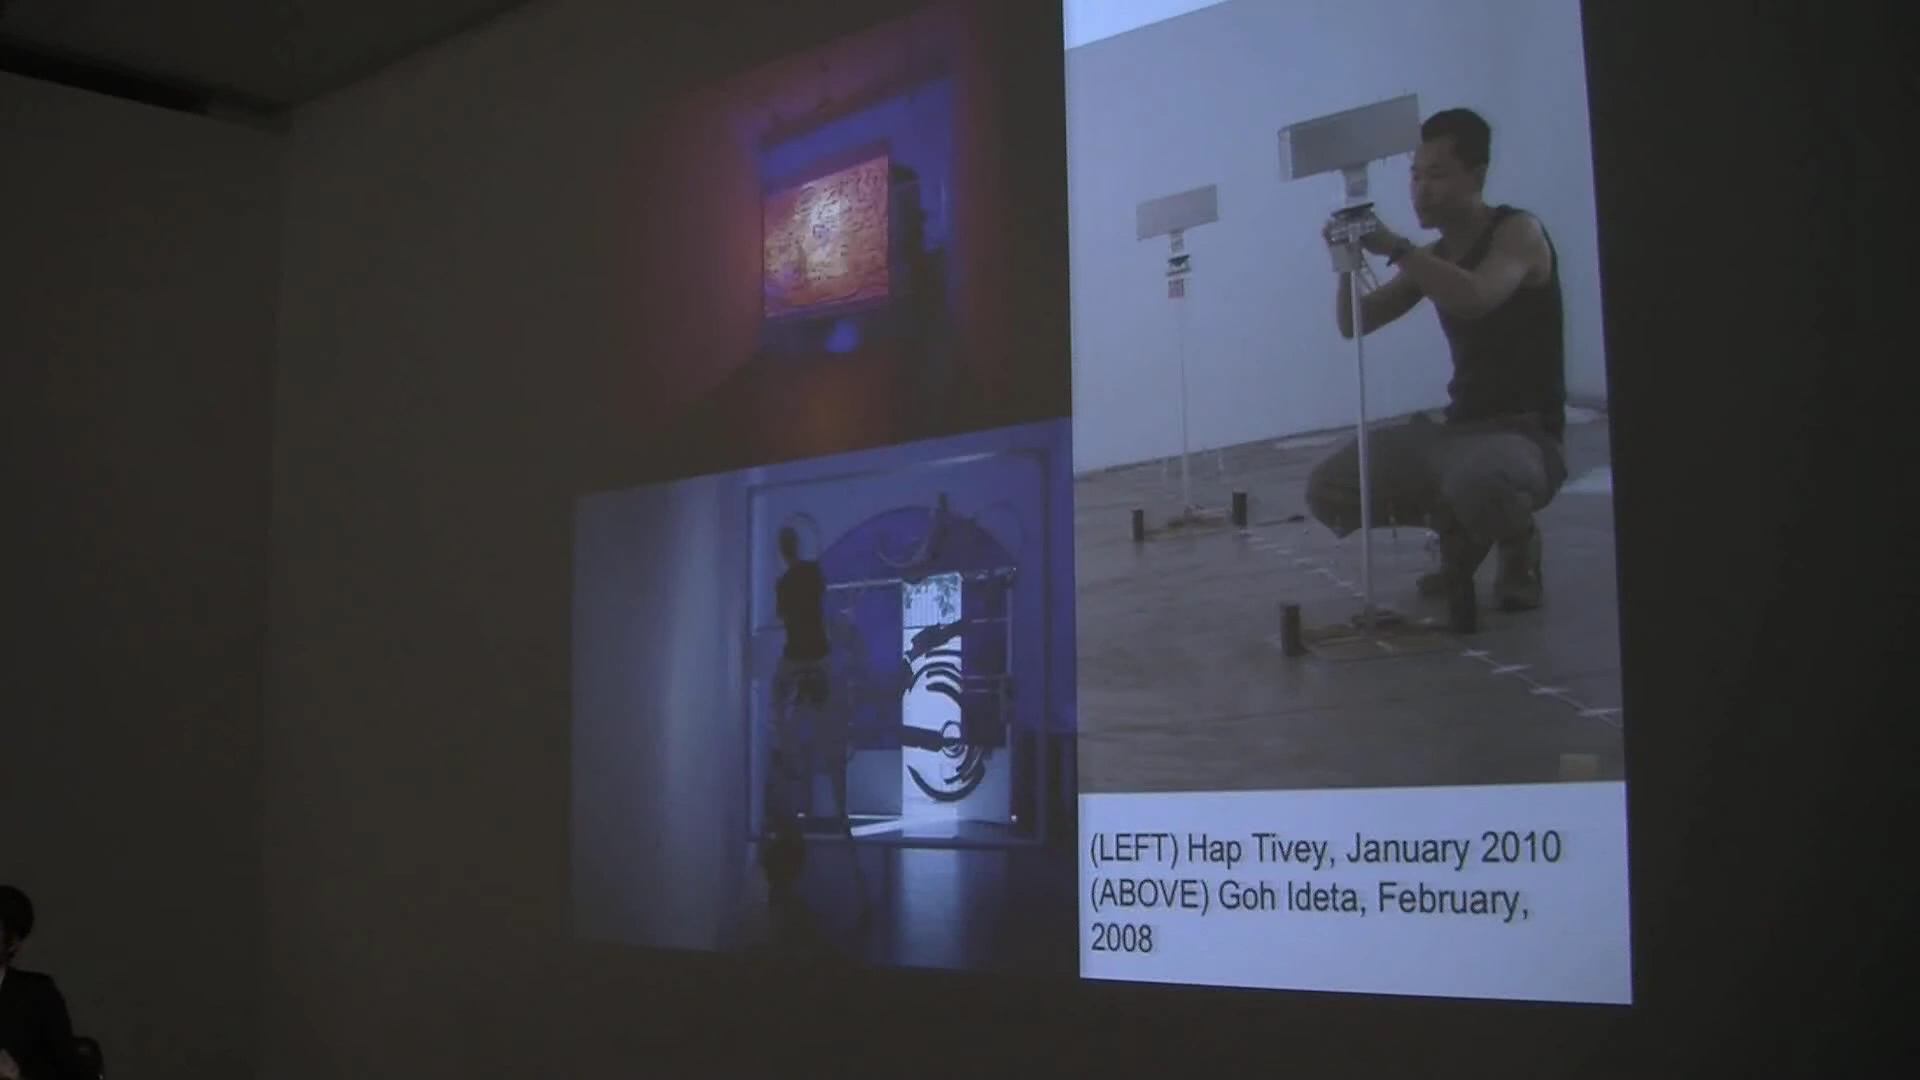 (LEFT) Hap Tivey, January 2010
(ABOVE) Goh Ideta, February,
2008